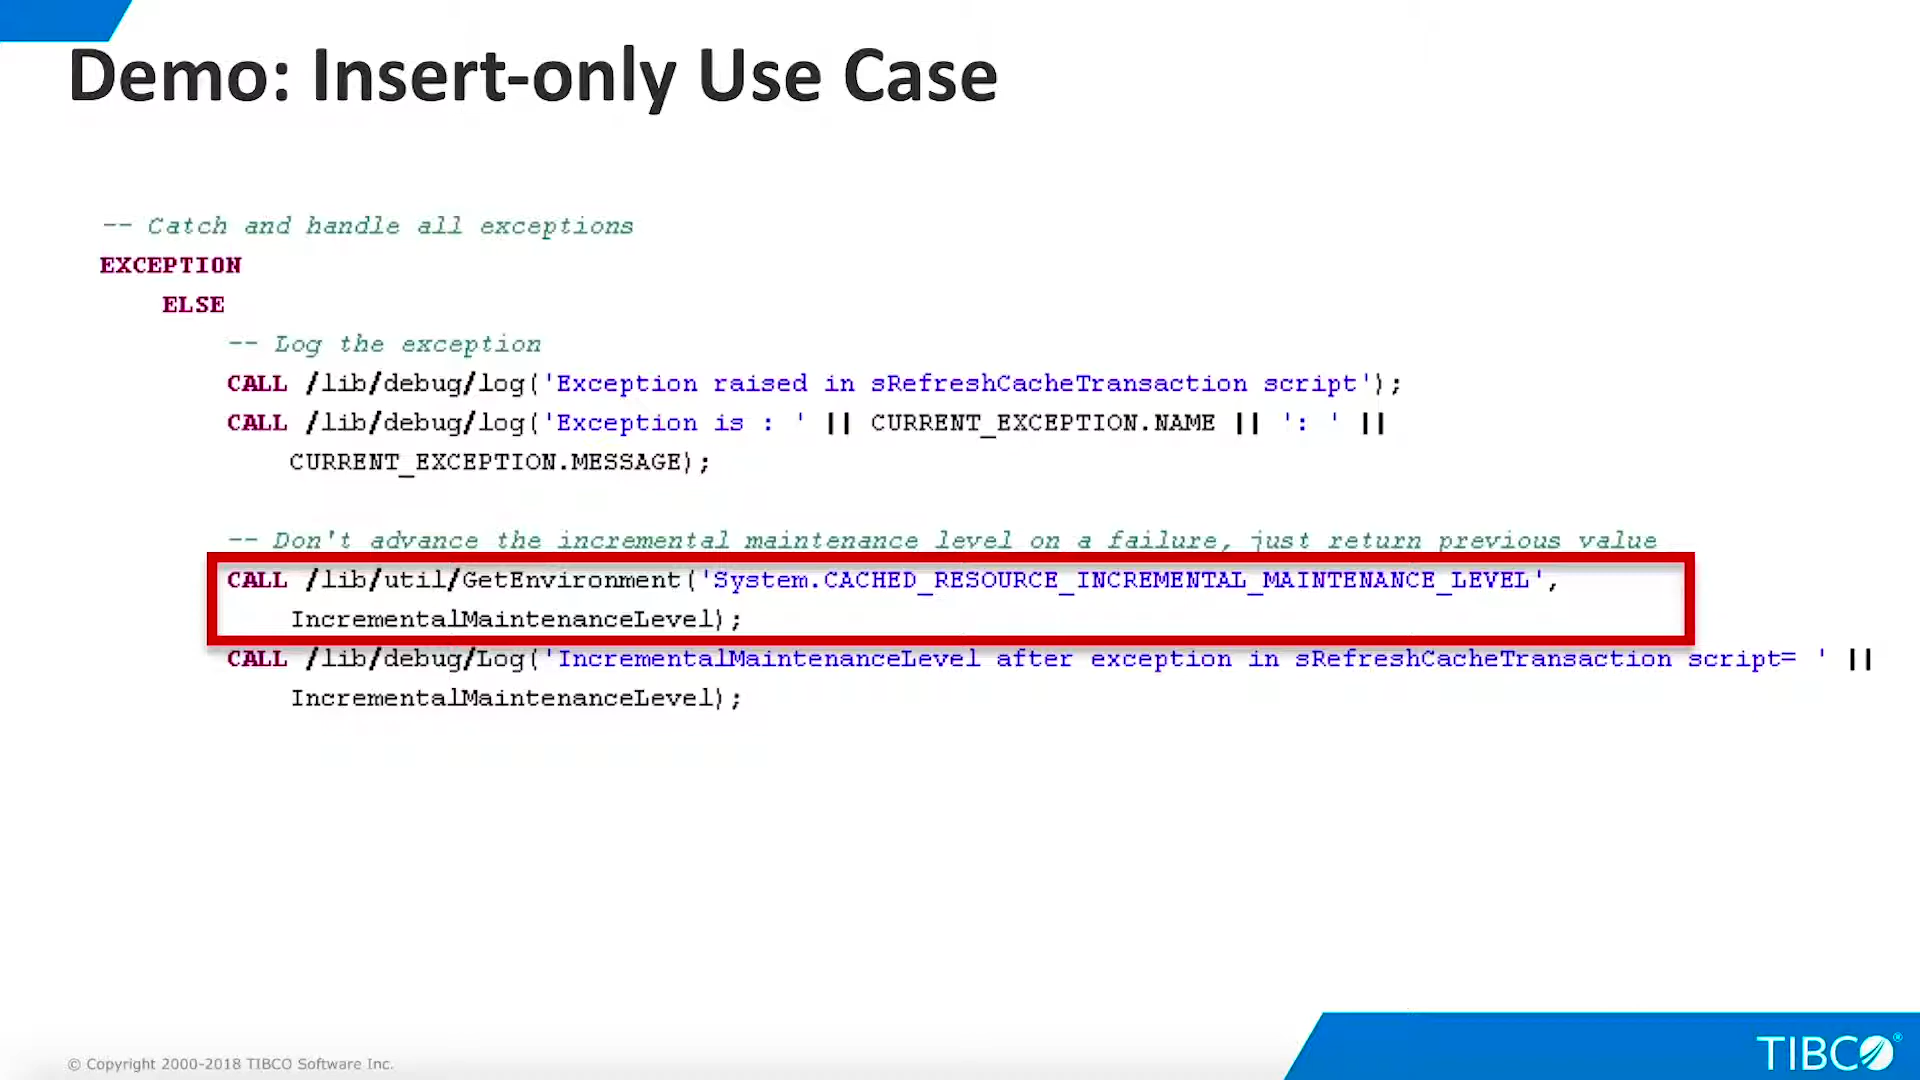 Demo: Insert-only Use Case
-- Catch and handle all exceptions
EXCEPTION
ELSE
-- Log the exception
CALL /lib/debug/log('Exception raised in sRefreshCacheTransaction script');
CALL /lib/debug/log('Exception is : ' || CURRENT_EXCEPTION.NAME || ': ' ||
CURRENT_EXCEPTION.MESSAGE);
-- Don't advance the incremental maintenance level on a failure, just return previous value
CALL /lib/util/GetEnvironment('System.CACHED_RESOURCE_INCREMENTAL_MAINTENANCE_LEVEL',
IncrementalMaintenanceLevel);
CALL /lib/debug/Log('IncrementalMaintenanceLevel after exception in sRefreshCacheTransaction script= ' ||
IncrementalMaintenanceLevel);
© Copyright 2000-2018 TIBCO Software Inc.
TIBCO®